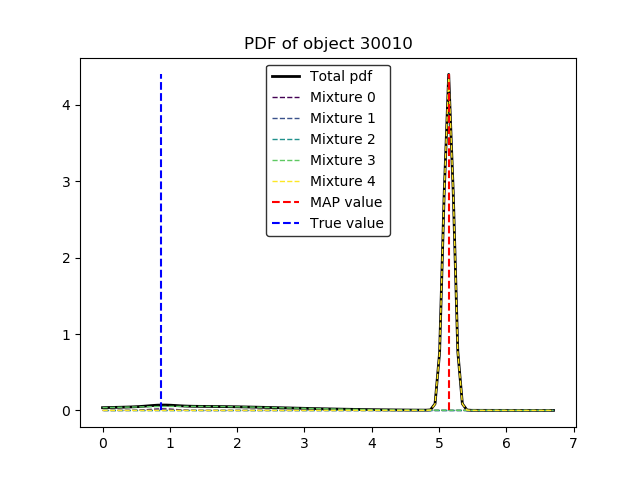 PDF of object 30010
Total pdf
Mixture 0
Mixture 1
Mixture 2
Mixture 3
Mixture 4
MAP value
True value
4
3
2
1
0
0 1 2 3 4 5 6 7